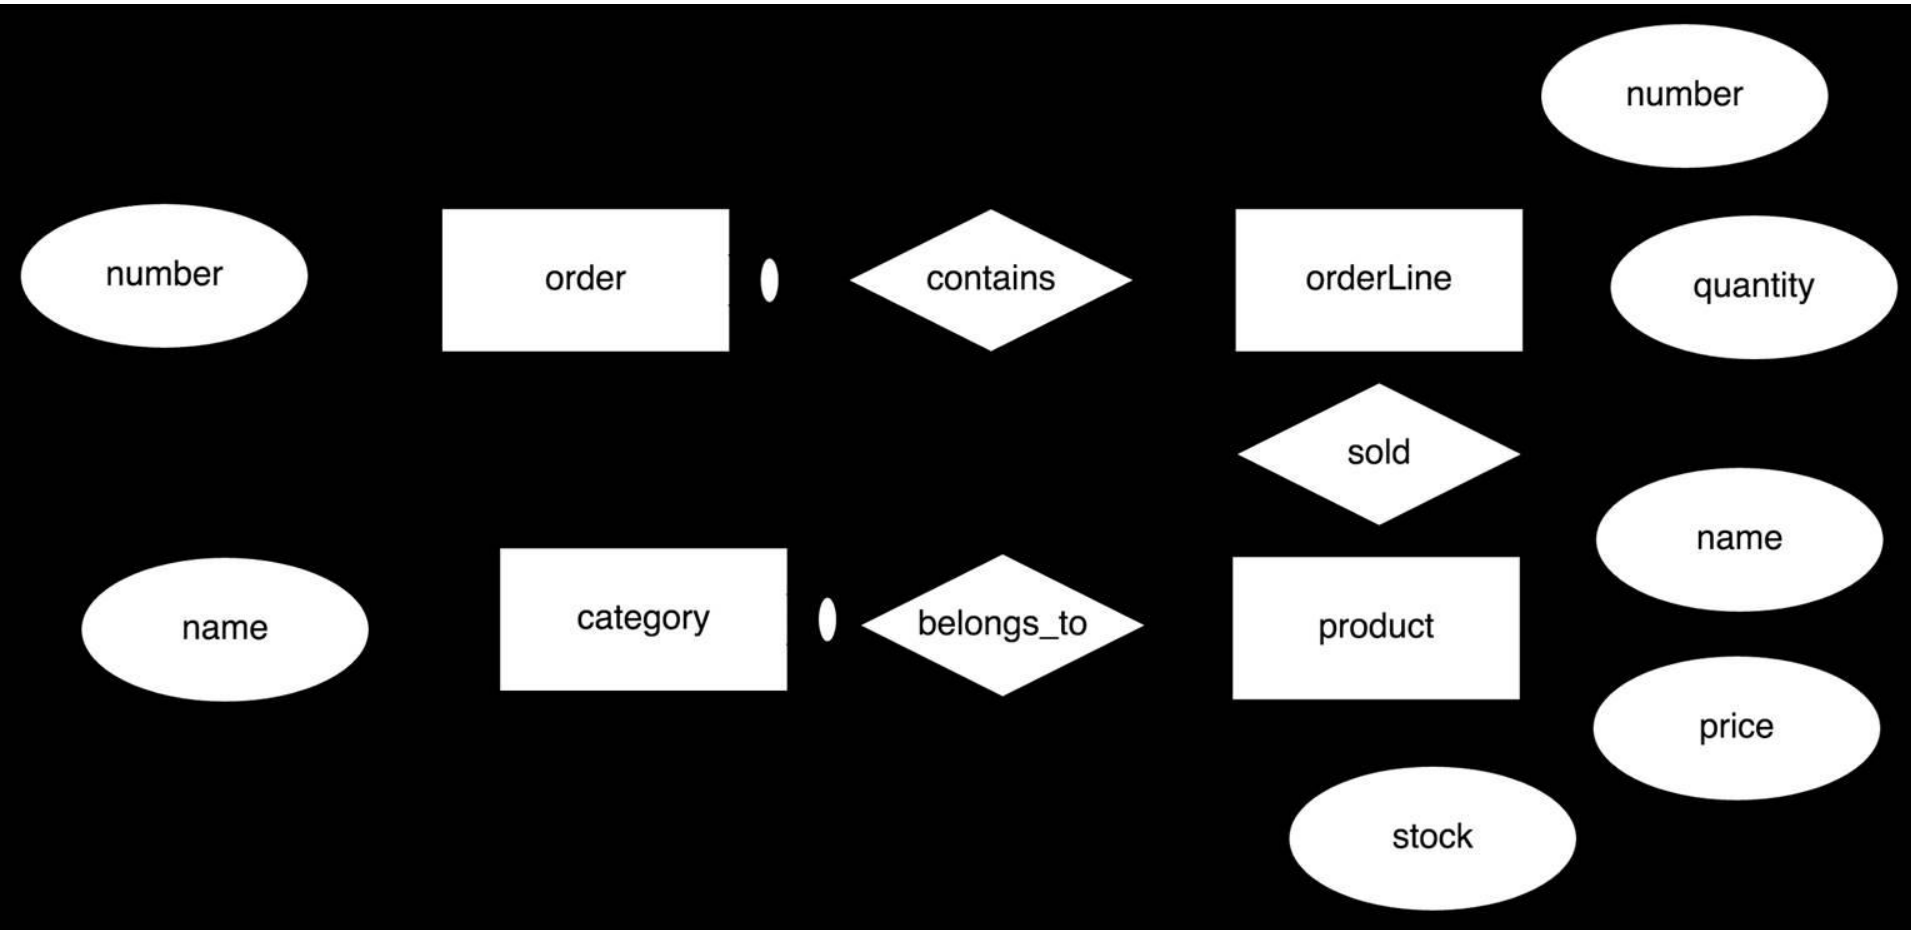 number
number
order
contains
orderLine
quantity
sold
name
name
category
belongs_to
product
price
stock